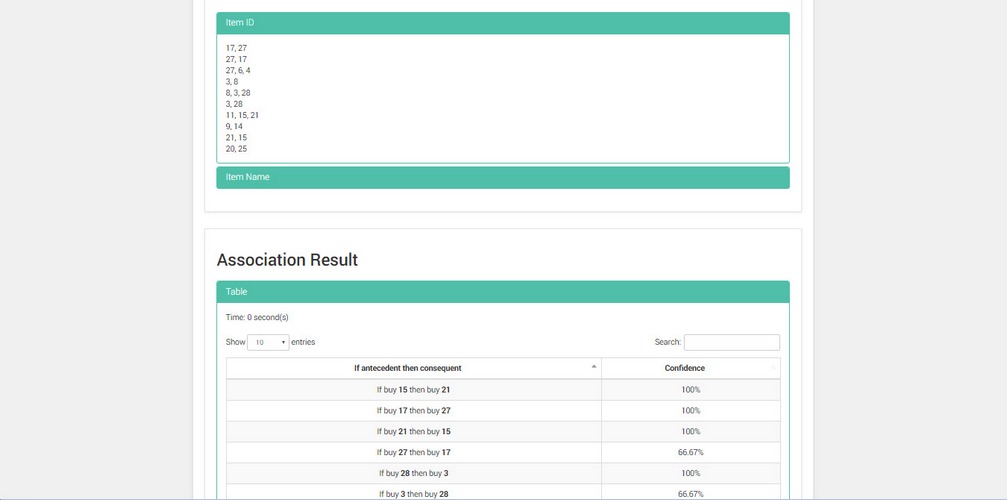 Item ID
17, 27
27, 17
27, 6, 4
3, 8
8, 3, 28
3, 28
11, 15, 21
9, 14
21, 15
20, 25
Item Name
Association Result
Table
Time: 0 second(s)
Show 10 entries Search:
If antecedent then consequent Confidence
If buy 15 then buy 21 100%
If buy 17 then buy 27 100%
If buy 21 then buy 15 100%
If buy 27 then buy 17 66.67%
If buy 28 then buy 3 100%
If buy 3 then buy 28 66.67%